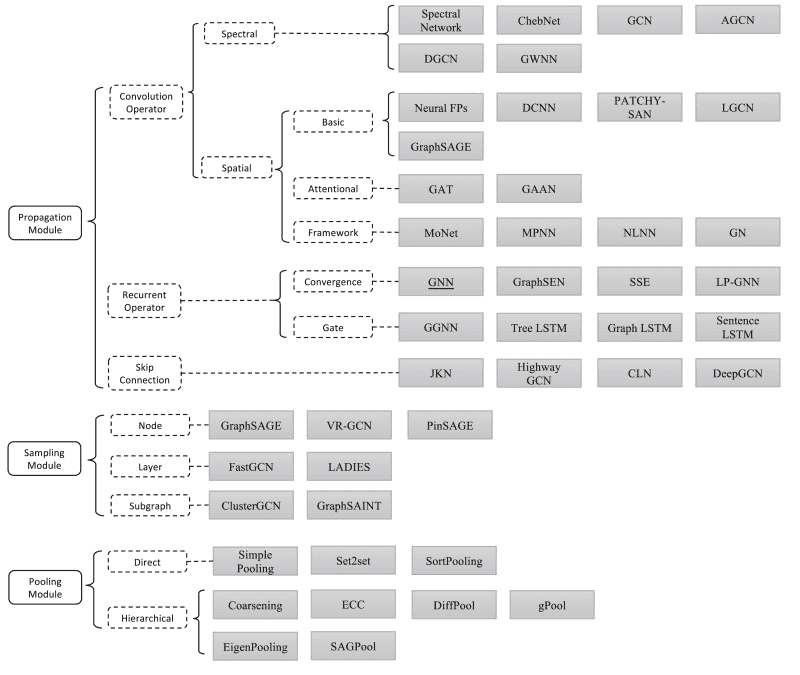 Spectral
Network
ChebNet
GCN
AGCN
Spectral
DGCN
GWNN
Convolution
Operator
Neural FPs
DCNN
PATCHY-
SAN
LGCN
Basic
GraphSAGE
Spatial
Attentional
GAT
GAAN
Propagation
Module
Framework
MoNet
MPNN
NLNN
GN
Recurrent
Operator
Convergence
GNN
GraphSEN
SSE
LP-GNN
Gate
GGNN
Tree LSTM
Graph LSTM
Sentence
LSTM
Skip
Connection
JKN
Highway
GCN
CLN
DeepGCN
Sampling
Module
Node
GraphSAGE
VR-GCN
PinSAGE
Layer
FastGCN
LADIES
Subgraph
ClusterGCN
GraphSAINT
Pooling
Module
Direct
Simple
Pooling
Set2set
SortPooling
Hierarchical
Coarsening
ECC
DiffPool
gPool
EigenPooling
SAGPool